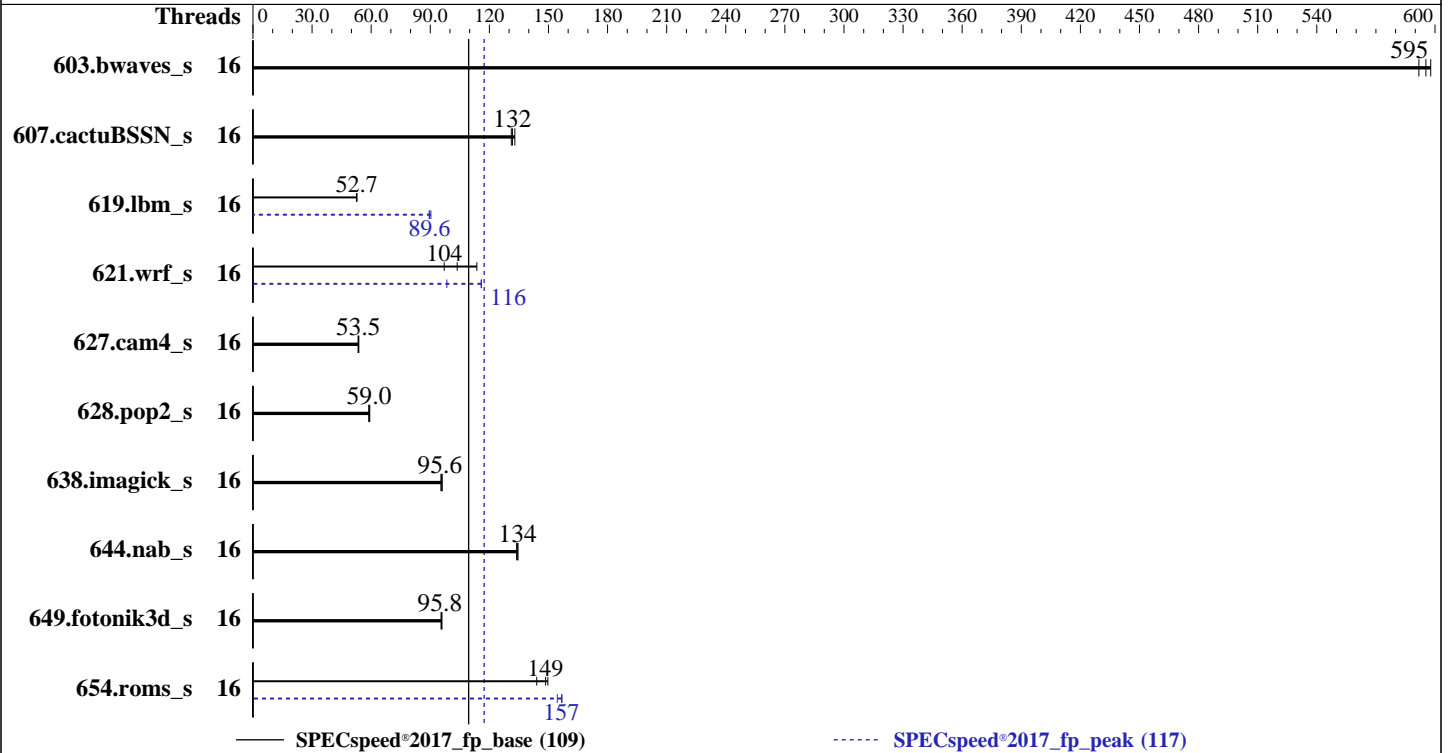 Threads 0 30.0 60.0 90.0 120 150 180 210 240 270 300 330 360 390 420 450 480 510 540 600
603.bwaves_s 16 595
607.cactuBSSN_s 16 132
619.lbm_s 16 52.7
89.6
621.wrf_s 16 104
116
627.cam4_s 16 53.5
628.pop2_s 16 59.0
638.imagick_s 16 95.6
644.nab_s 16 134
649.fotonik3d_s 16 95.8
654.roms_s 16 149
157
SPECspeed®2017_fp_base (109) SPECspeed®2017_fp_peak (117)